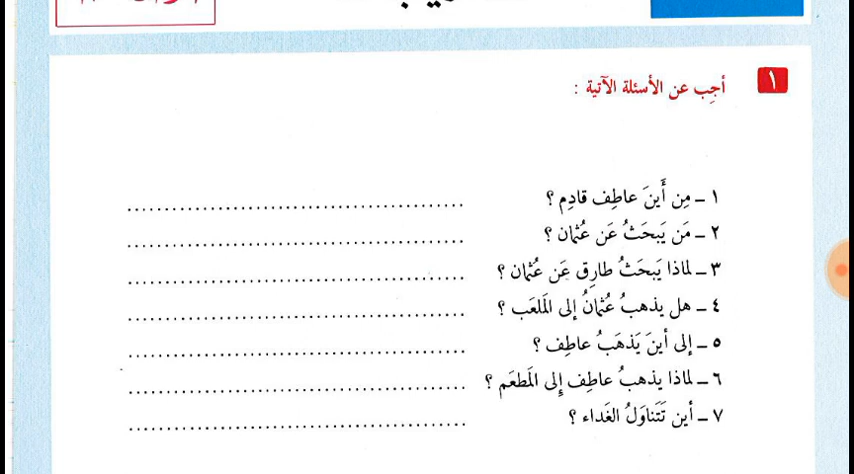 ١
أجِب عن الأسئلة الآتية :
١ ـ مِن أَينَ عاطِف قادِم ؟ ............................................
٢ ـ مَن يَبحَثُ عَن عُثمان ؟ ............................................
٣ ـ لماذا يَبحَثُ طارِق عَن عُثمان ؟ ............................................
٤ ـ هل يذهبُ عُثمانُ إلى المَلعَب ؟ ............................................
٥ ـ إلى أينَ يَذهَبُ عاطِف ؟ ............................................
٦ ـ لماذا يذهبُ عاطِف إلى المَطعَم ؟ ............................................
٧ ـ أين تَتَناوَلُ الغَداء ؟ ............................................